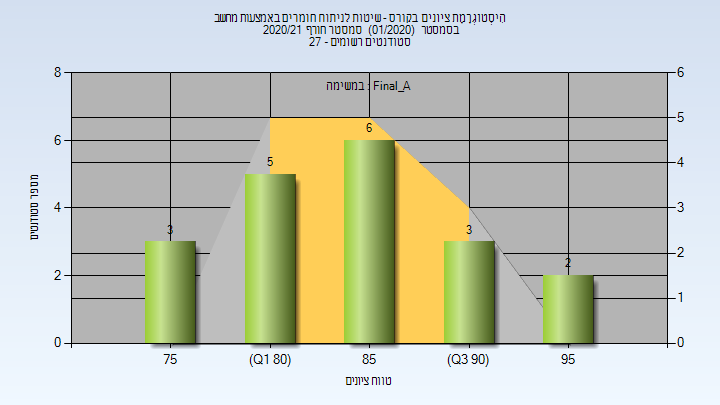 היסטוגרמת ציונים בקורס - שיטות לניתוח חומרים באמצעות מחשב
בסמסטר (01/2020) סמסטר חורף 2020/21
סטודנטים רשומים - 27
במשימה : Final_A
מספר סטודנטים
8
6
4
2
0
6
5
4
3
2
1
0
3
5
6
3
2
75
(Q1 80)
85
(Q3 90)
95
טווח ציונים